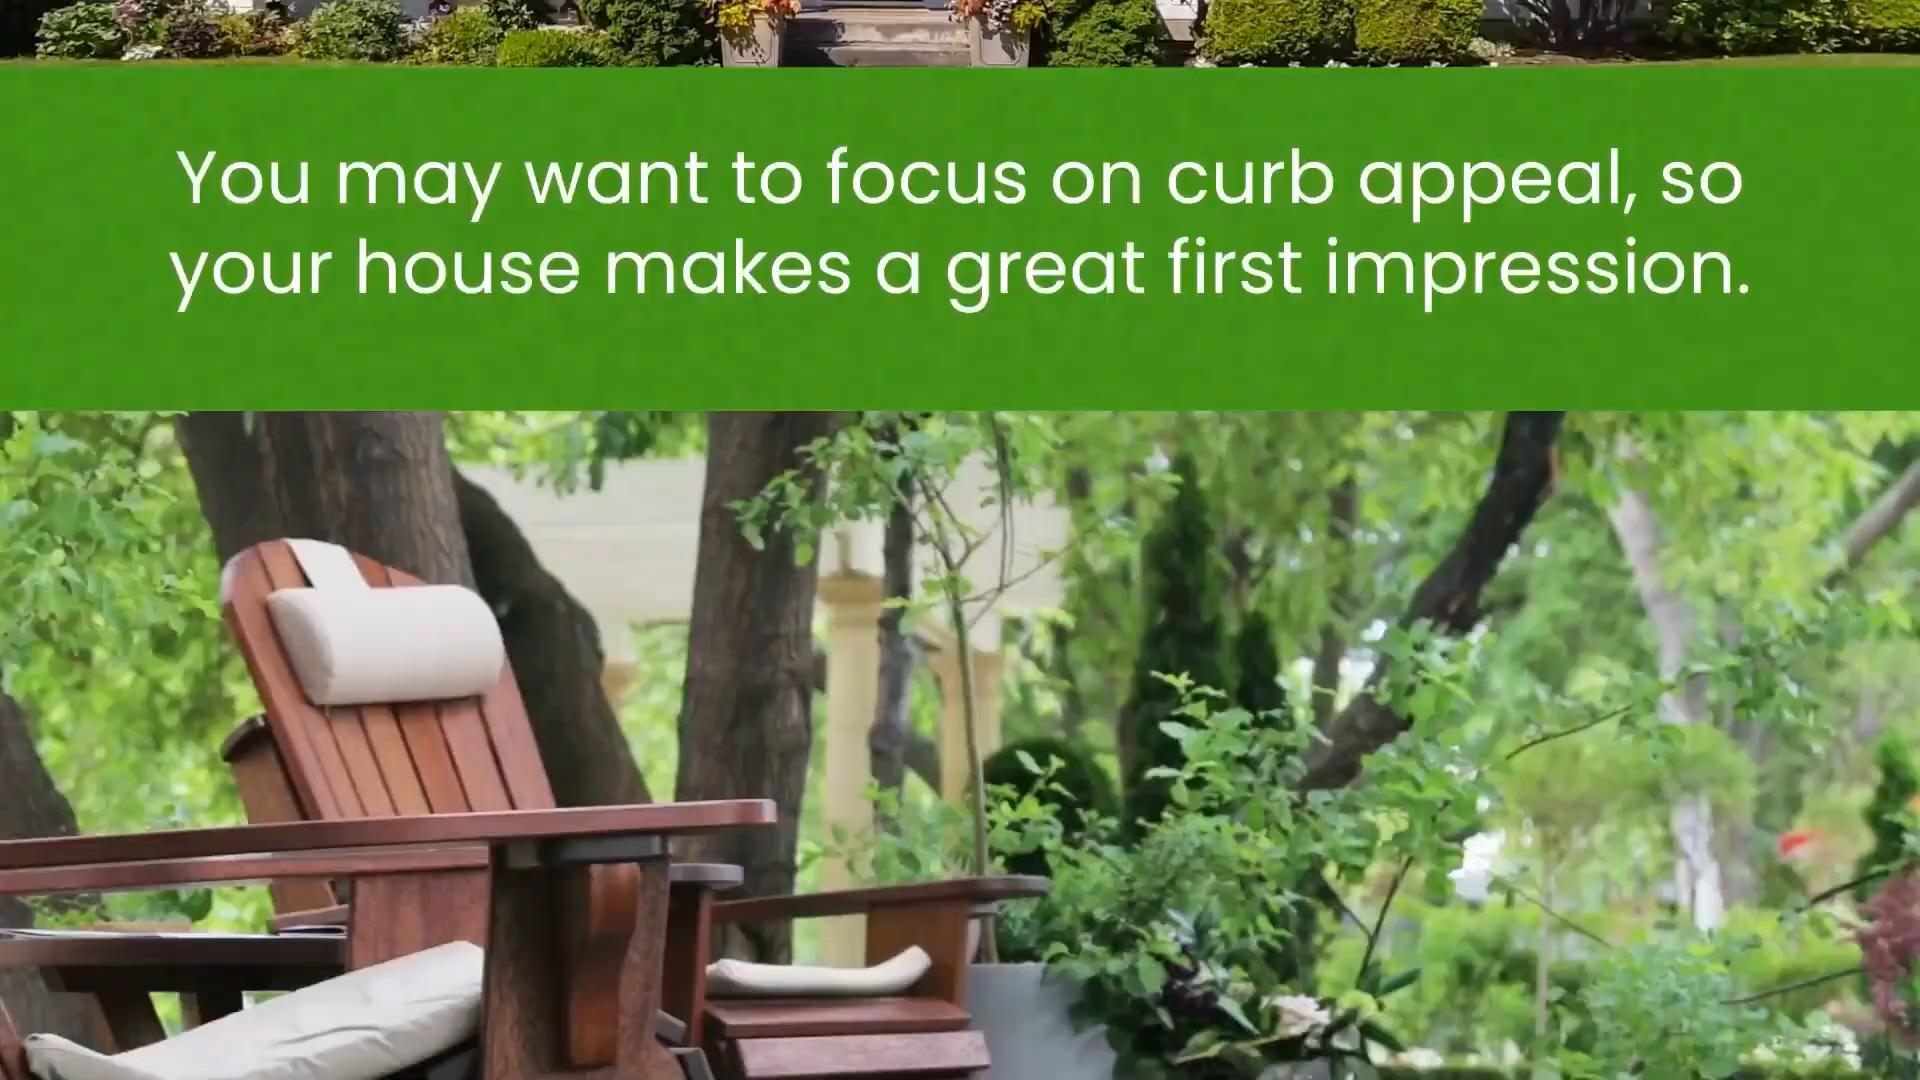 You may want to focus on curb appeal, so
your house makes a great first impression.